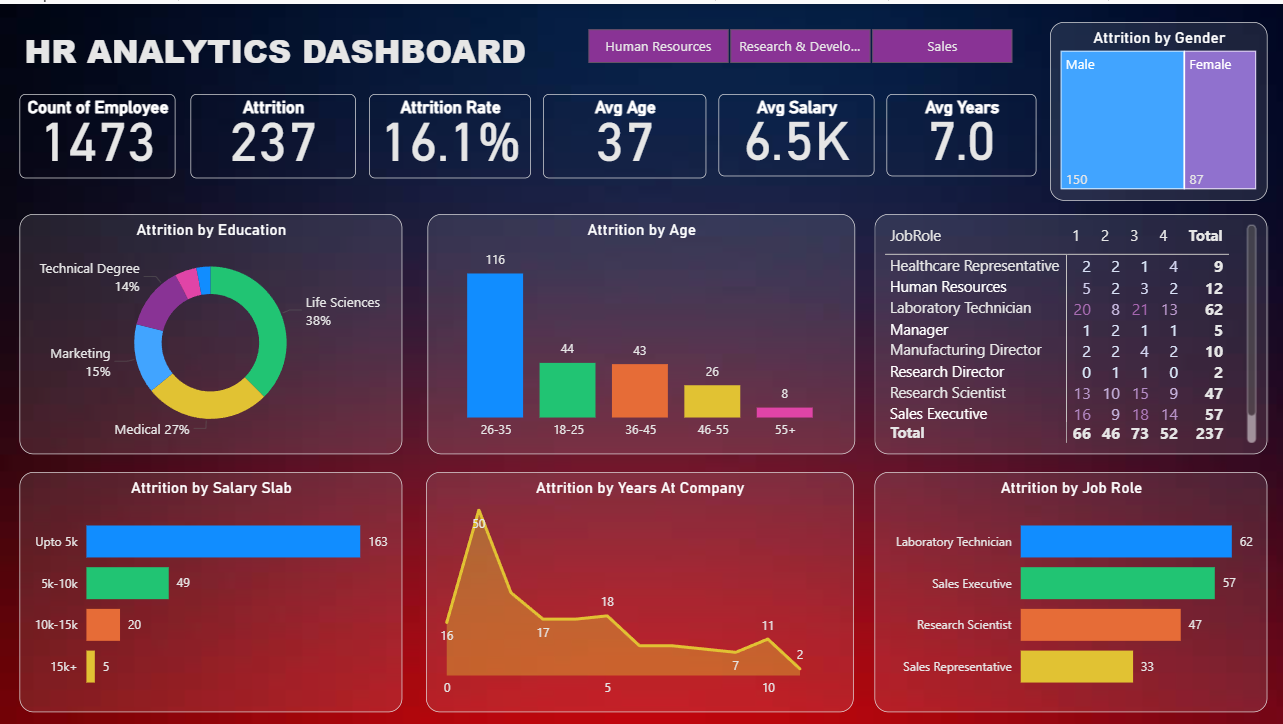 HR ANALYTICS DASHBOARD
Human Resources
Research & Develo...
Sales
Count of Employee
1473
Attrition
237
Attrition Rate
16.1%
Avg Age
37
Avg Salary
6.5K
Avg Years
7.0
Attrition by Gender
Male
Female
150
87
Attrition by Education
Technical Degree
14%
Life Sciences
38%
Marketing
15%
Medical 27%
Attrition by Age
116
44
43
26
8
26-35
18-25
36-45
46-55
55+
JobRole 1 2 3 4 Total
Healthcare Representative 2 2 1 4 9
Human Resources 5 2 3 2 12
Laboratory Technician 20 8 21 13 62
Manager 1 2 1 1 5
Manufacturing Director 2 2 4 2 10
Research Director 0 1 1 0 2
Research Scientist 13 10 15 9 47
Sales Executive 16 9 18 14 57
Total 66 46 73 52 237
Attrition by Salary Slab
Upto 5k 163
5k-10k 49
10k-15k 20
15k+ 5
Attrition by Years At Company
50
16
17
18
7
11
2
0 5 10
Attrition by Job Role
Laboratory Technician 62
Sales Executive 57
Research Scientist 47
Sales Representative 33